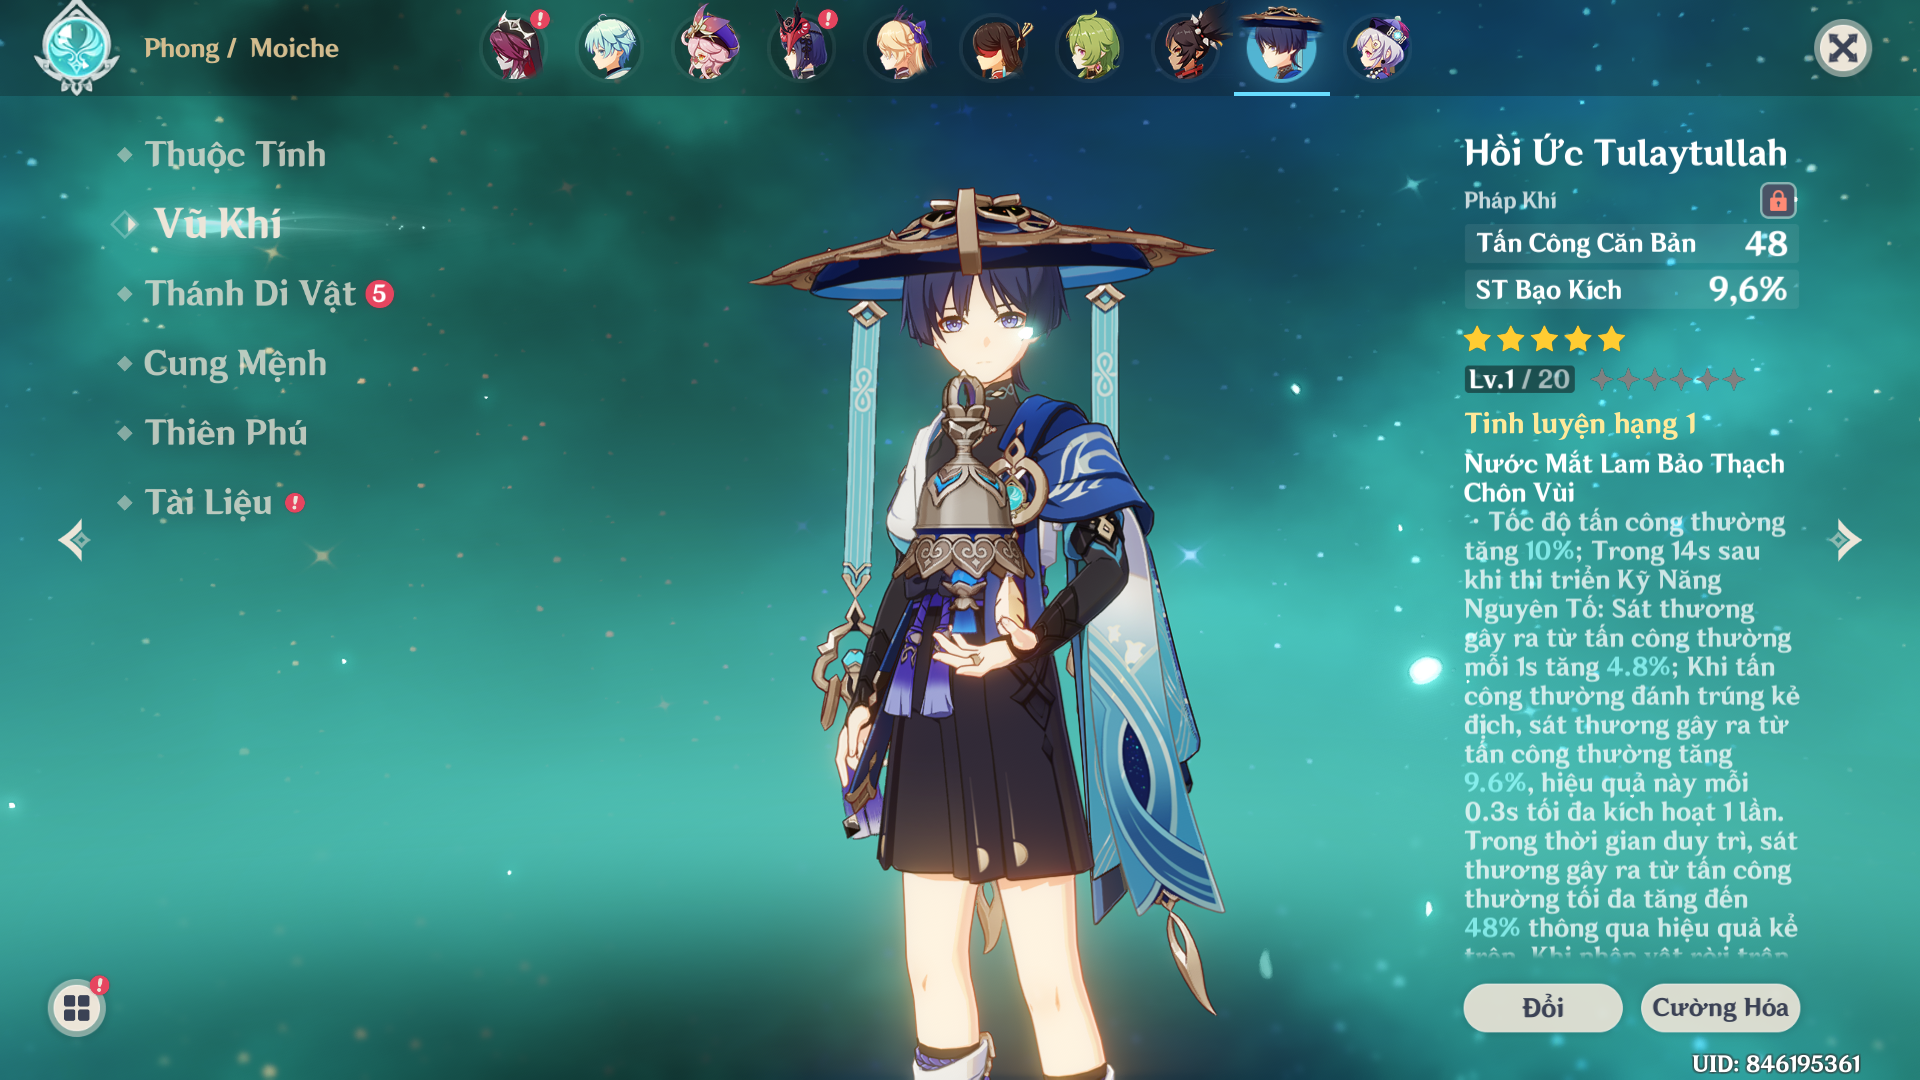 Phong / Moiche
Thuộc Tính
Vũ Khí
Thánh Di Vật 5
Cung Mệnh
Thiên Phú
Tài Liệu
Hồi Ức Tulaytullah
Pháp Khí
Tấn Công Căn Bản 48
ST Bạo Kích 9,6%
Lv.1 / 20
Tinh luyện hạng 1
Nước Mắt Lam Bảo Thạch
Chôn Vùi
· Tốc độ tấn công thường
tăng 10%; Trong 14s sau
khi thi triển Kỹ Năng
Nguyên Tố: Sát thương
gây ra từ tấn công thường
mỗi 1s tăng 4.8%; Khi tấn
công thường đánh trúng kẻ
địch, sát thương gây ra từ
tấn công thường tăng
9.6%, hiệu quả này mỗi
0.3s tối đa kích hoạt 1 lần.
Trong thời gian duy trì, sát
thương gây ra từ tấn công
thường tối đa tăng đến
48% thông qua hiệu quả kể
trên. Khi nhân vật rời trận
Đổi
Cường Hóa
UID: 846195361